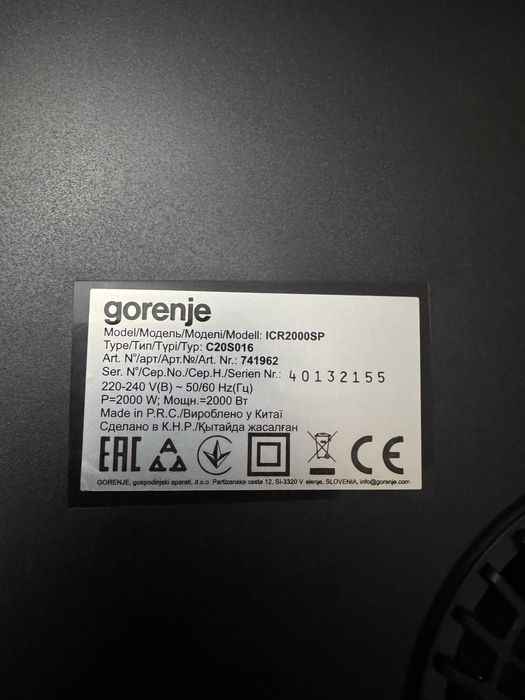 gorenje
Model/Модель/Моделі/Modell: ICR2000SP
Type/Тип/Typi/Typ: C20S016
Art. N°/арт/Арт.№/Art. Nr.: 741962
Ser. N°/Сер.No./Сер.Н./Serien Nr.: 40132155
220-240 V(В) ~ 50/60 Hz(Гц)
P=2000 W; Мощн.=2000 Вт
Made in P.R.C./Вироблено у Китаї
Сделано в К.Н.Р./Қытайда жасалған
EAC CE
GORENJE, gospodinjski aparati, d.o.o. Partizanska cesta 12, SI-3320 V elenje, SLOVENIA, info@gorenje.com